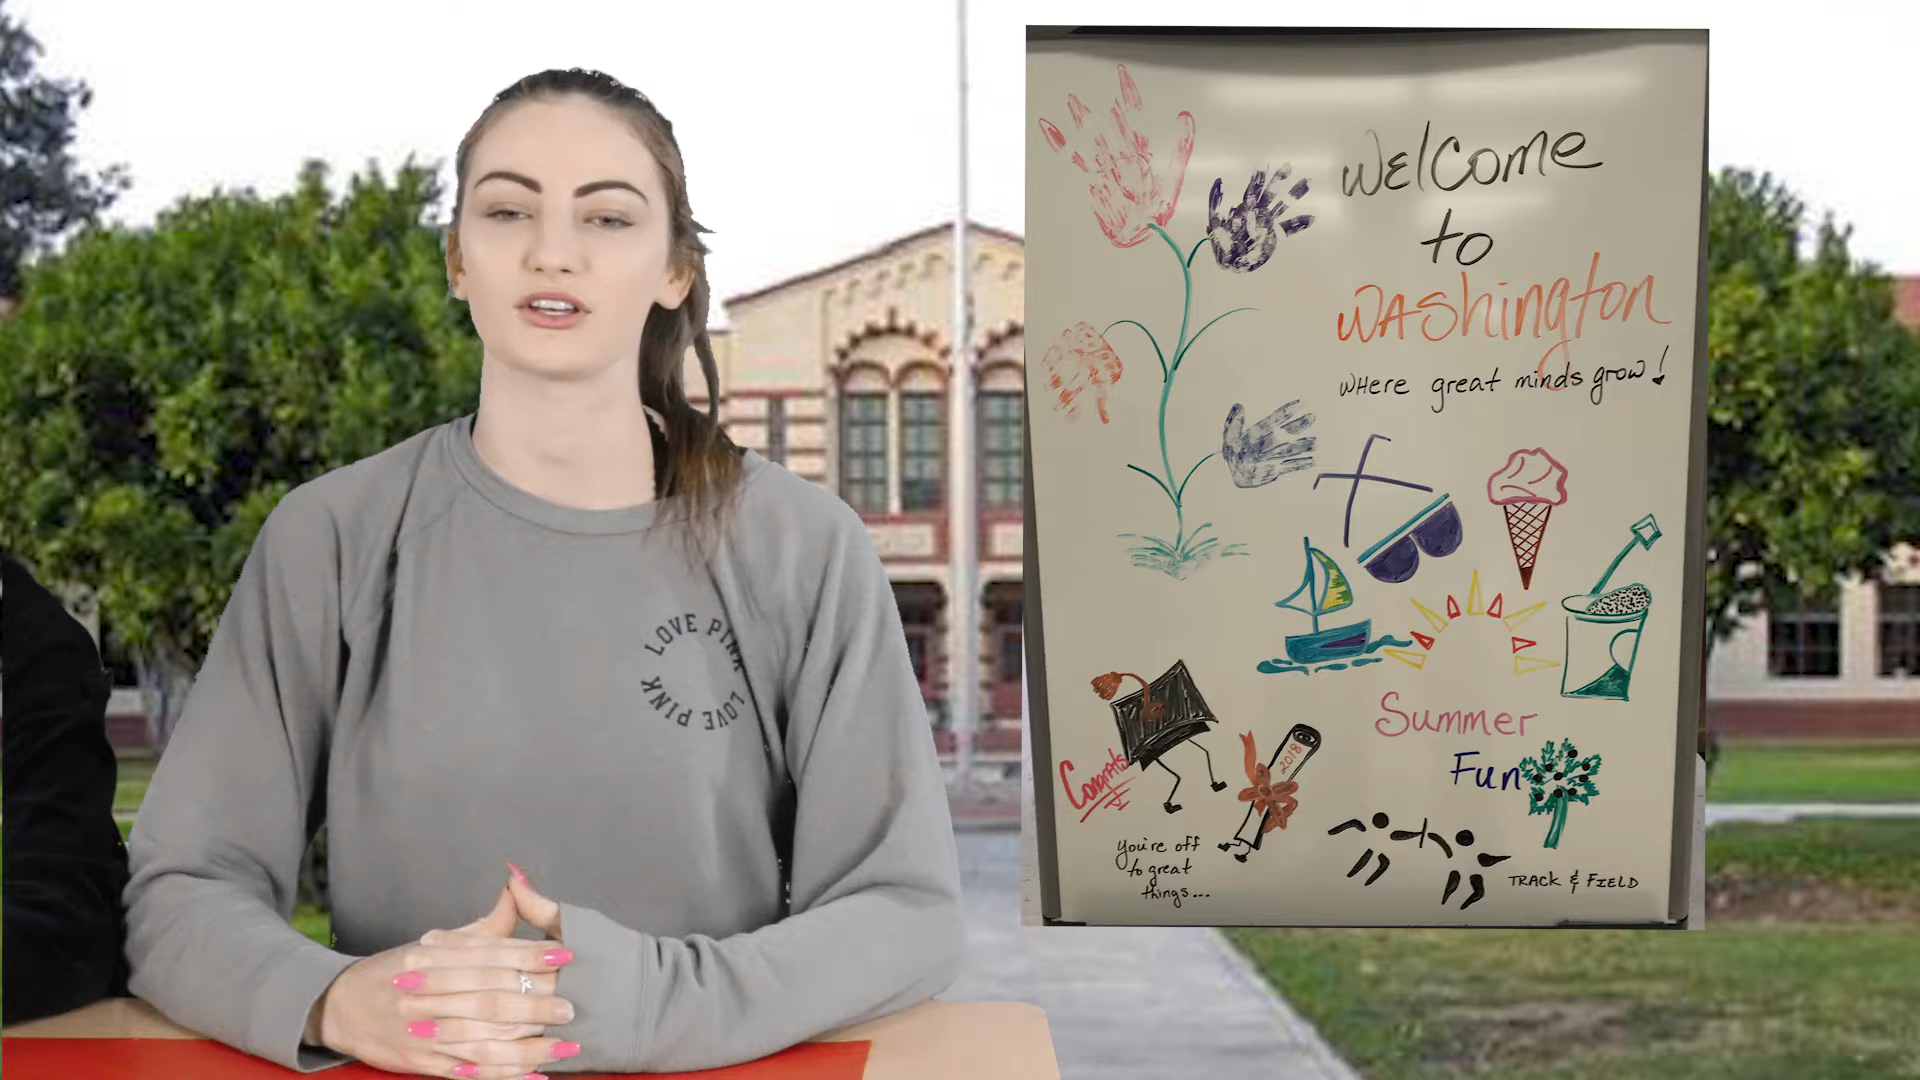 LOVE PINK LOVE PINK
Welcome
to
Washington
where great minds grow!
Summer
Fun
Congrats
2018
you're off
to great
things...
TRACK & FIELD